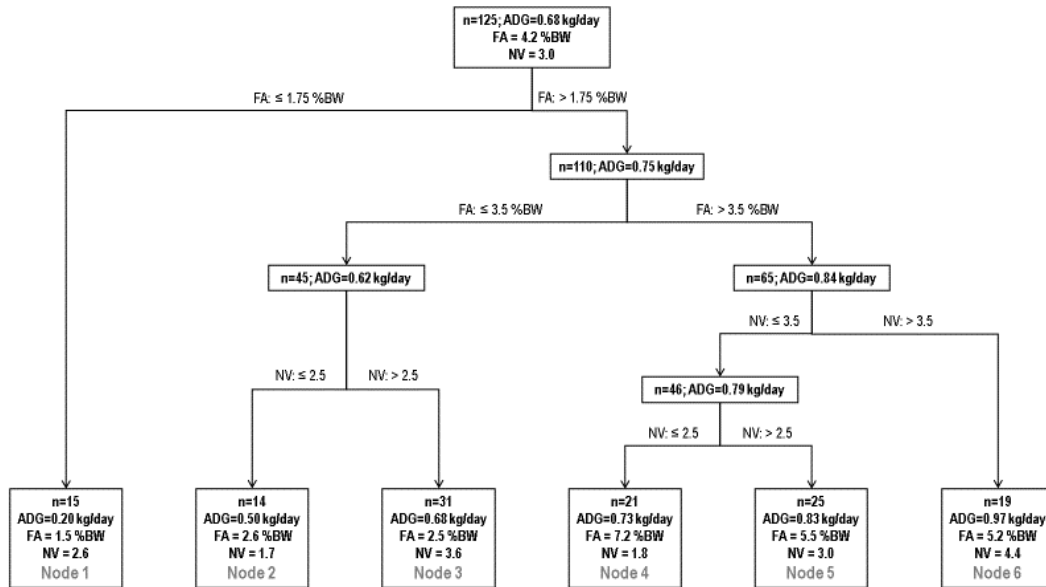 n=125; ADG=0.68 kg/day
FA = 4.2 %BW
NV = 3.0
FA: ≤ 1.75 %BW
FA: > 1.75 %BW
n=110; ADG=0.75 kg/day
FA: ≤ 3.5 %BW
FA: > 3.5 %BW
n=45; ADG=0.62 kg/day
n=65; ADG=0.84 kg/day
NV: ≤ 3.5
NV: > 3.5
NV: ≤ 2.5
NV: > 2.5
n=46; ADG=0.79 kg/day
NV: ≤ 2.5
NV: > 2.5
n=15
ADG=0.20 kg/day
FA = 1.5 %BW
NV = 2.6
Node 1
n=14
ADG=0.50 kg/day
FA = 2.6 %BW
NV = 1.7
Node 2
n=31
ADG=0.68 kg/day
FA = 2.5 %BW
NV = 3.6
Node 3
n=21
ADG=0.73 kg/day
FA = 7.2 %BW
NV = 1.8
Node 4
n=25
ADG=0.83 kg/day
FA = 5.5 %BW
NV = 3.0
Node 5
n=19
ADG=0.97 kg/day
FA = 5.2 %BW
NV = 4.4
Node 6